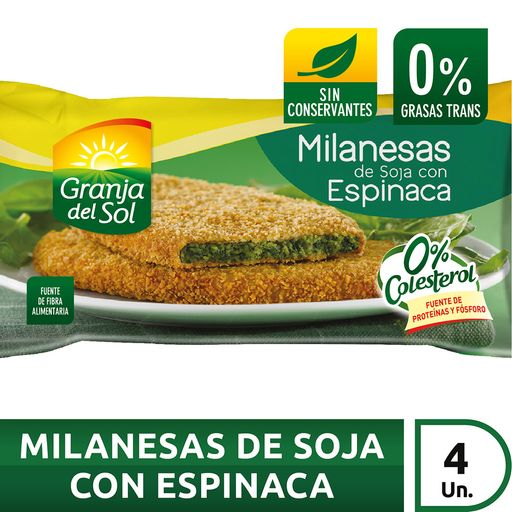 SIN
CONSERVANTES
0%
GRASAS TRANS
Granja
del Sol
Milanesas
de Soja con
Espinaca
0%
Colesterol
FUENTE DE
PROTEÍNAS Y FÓSFORO
FUENTE
DE FIBRA
ALIMENTARIA
MILANESAS DE SOJA
CON ESPINACA
4
Un.